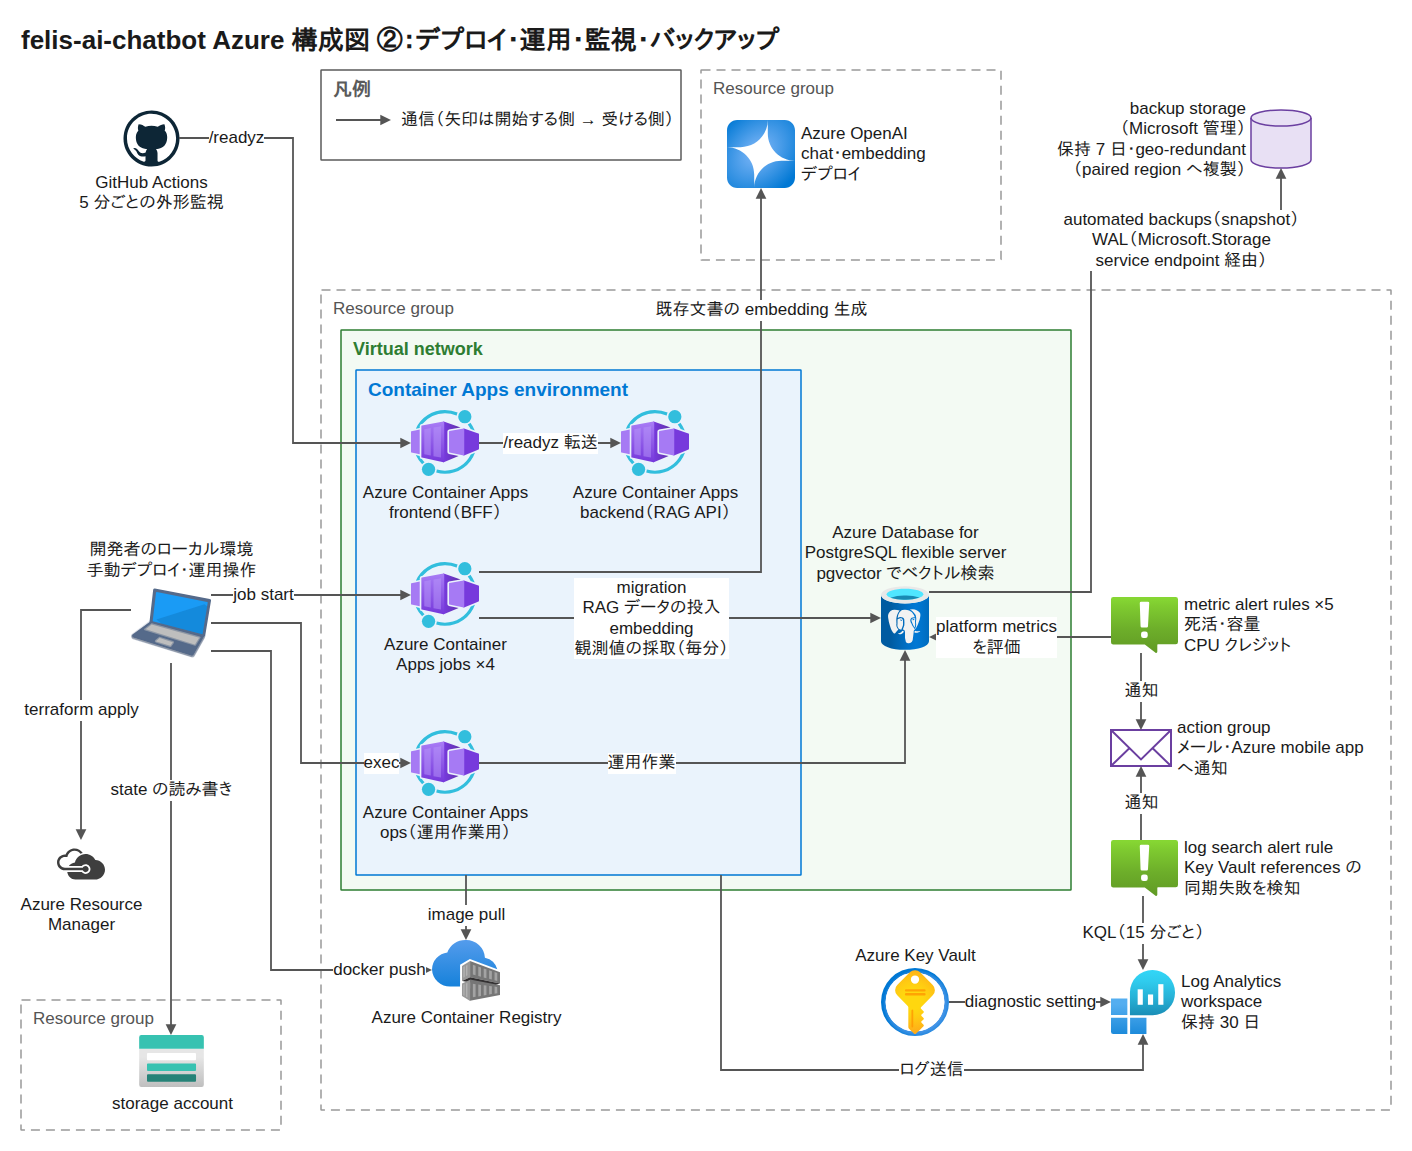 felis-ai-chatbot Azure 構成図 ②:デプロイ・運用・監視・バックアップ
凡例
通信（矢印は開始する側 → 受ける側）
Resource group
Azure OpenAI
chat・embedding
デプロイ
backup storage
（Microsoft 管理）
保持 7 日・geo-redundant
（paired region へ複製）
/readyz
GitHub Actions
5 分ごとの外形監視
automated backups（snapshot）
WAL（Microsoft.Storage
service endpoint 経由）
Resource group
既存文書の embedding 生成
Virtual network
Container Apps environment
/readyz 転送
Azure Container Apps
frontend（BFF）
Azure Container Apps
backend（RAG API）
Azure Database for
PostgreSQL flexible server
pgvector でベクトル検索
開発者のローカル環境
手動デプロイ・運用操作
job start
migration
RAG データの投入
embedding
観測値の採取（毎分）
platform metrics
を評価
metric alert rules ×5
死活・容量
CPU クレジット
Azure Container
Apps jobs ×4
通知
terraform apply
action group
メール・Azure mobile app
へ通知
exec
運用作業
state の読み書き
通知
Azure Container Apps
ops（運用作業用）
log search alert rule
Key Vault references の
同期失敗を検知
Azure Resource
Manager
image pull
KQL（15 分ごと）
docker push
Azure Key Vault
diagnostic setting
Log Analytics
workspace
保持 30 日
Azure Container Registry
Resource group
ログ送信
storage account